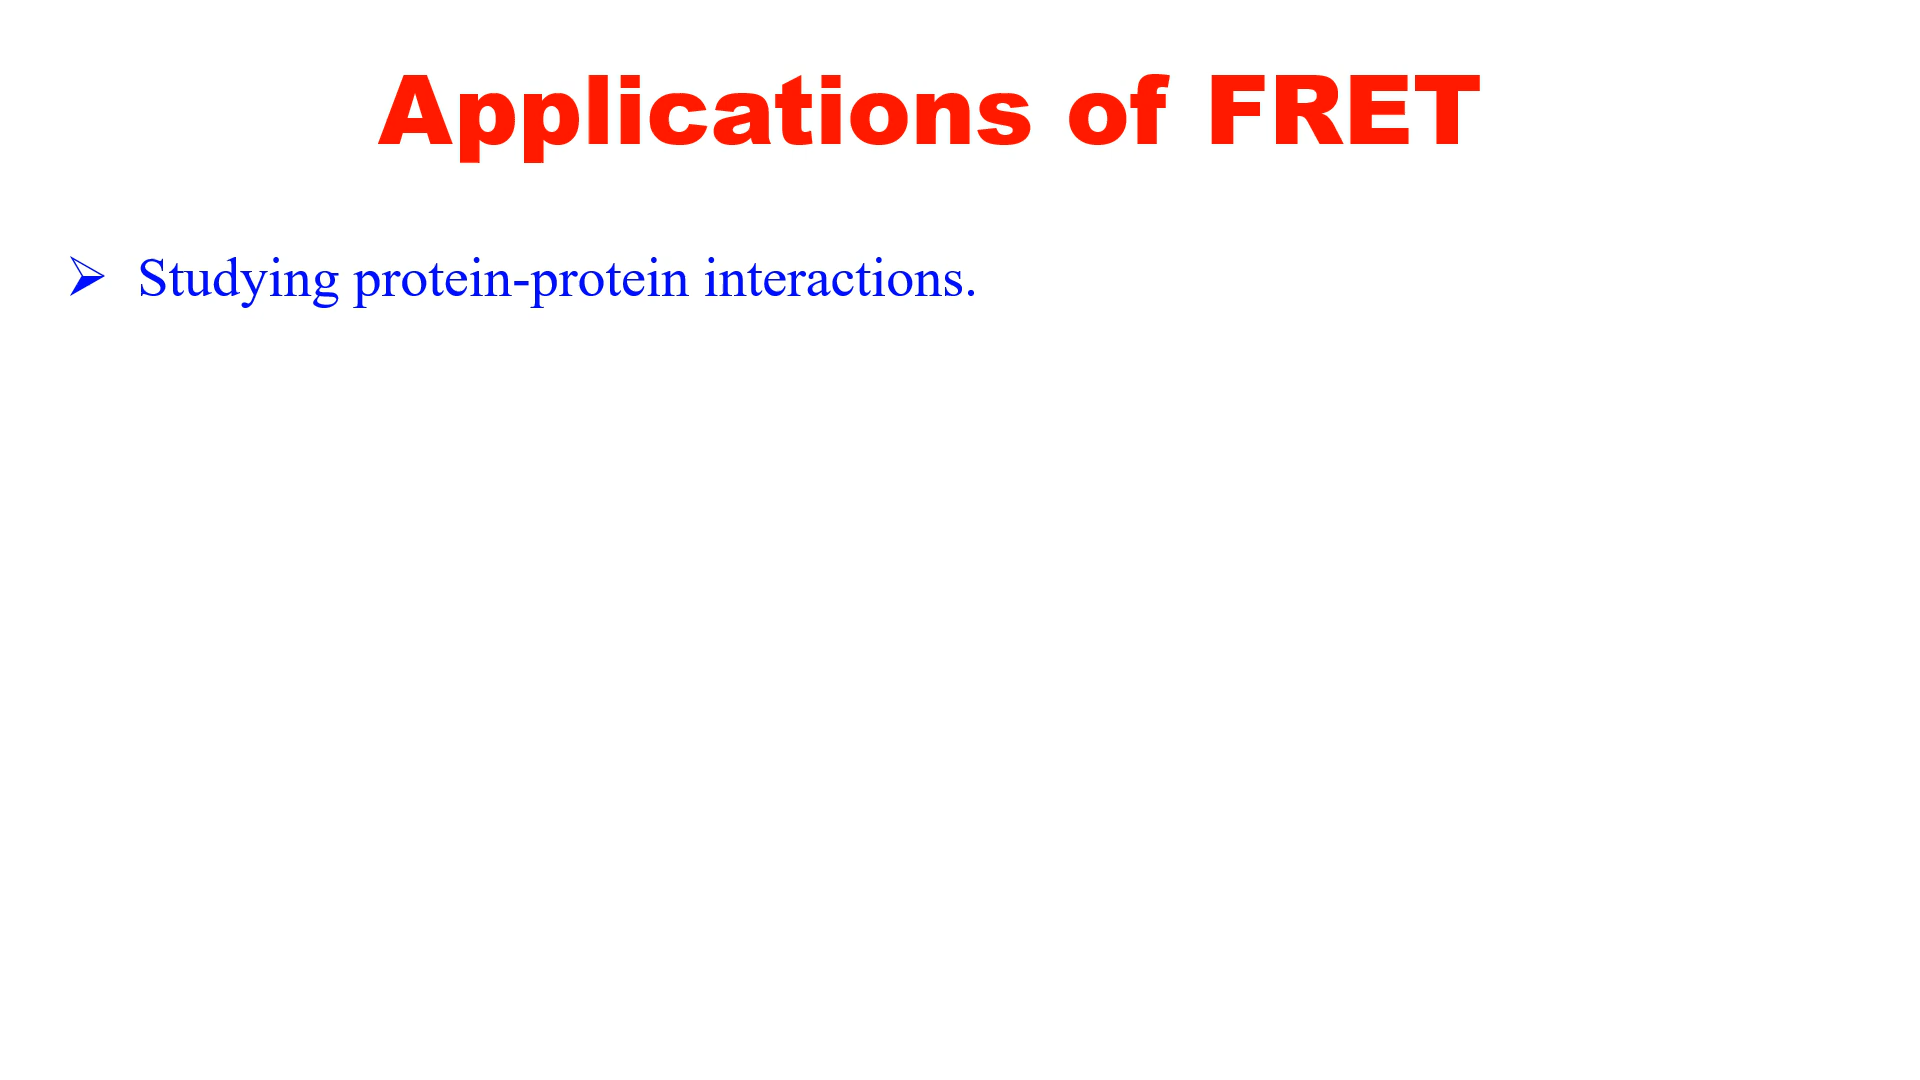 Applications of FRET
➢ Studying protein-protein interactions.